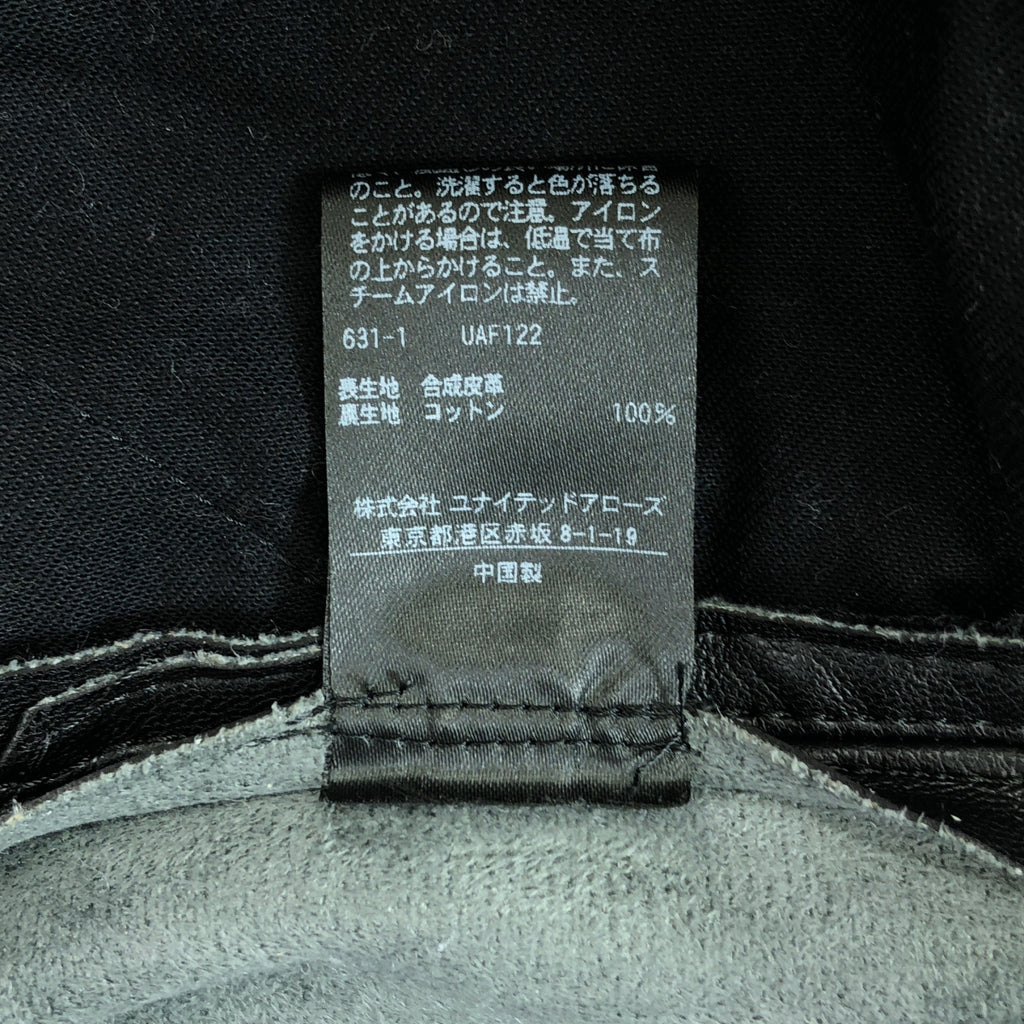 のこと。洗濯すると色が落ちる
ことがあるので注意。アイロン
をかける場合は、低温で当て布
の上からかけること。また、ス
チームアイロンは禁止。
631-1 UAF122
表生地 合成皮革
裏生地 コットン 100%
株式会社 ユナイテッドアローズ
東京都港区赤坂8-1-19
中国製